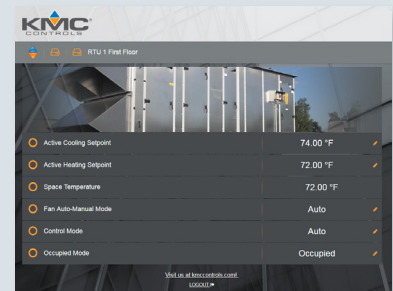 KMC
CONTROLS
RTU 1 First Floor
Active Cooling Setpoint 74.00 °F
Active Heating Setpoint 72.00 °F
Space Temperature 72.00 °F
Fan Auto-Manual Mode Auto
Control Mode Auto
Occupied Mode Occupied
Visit us at kmccontrols.com!
LOGOUT